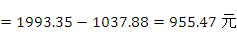 = 1993.35 − 1037.88 = 955.47 元